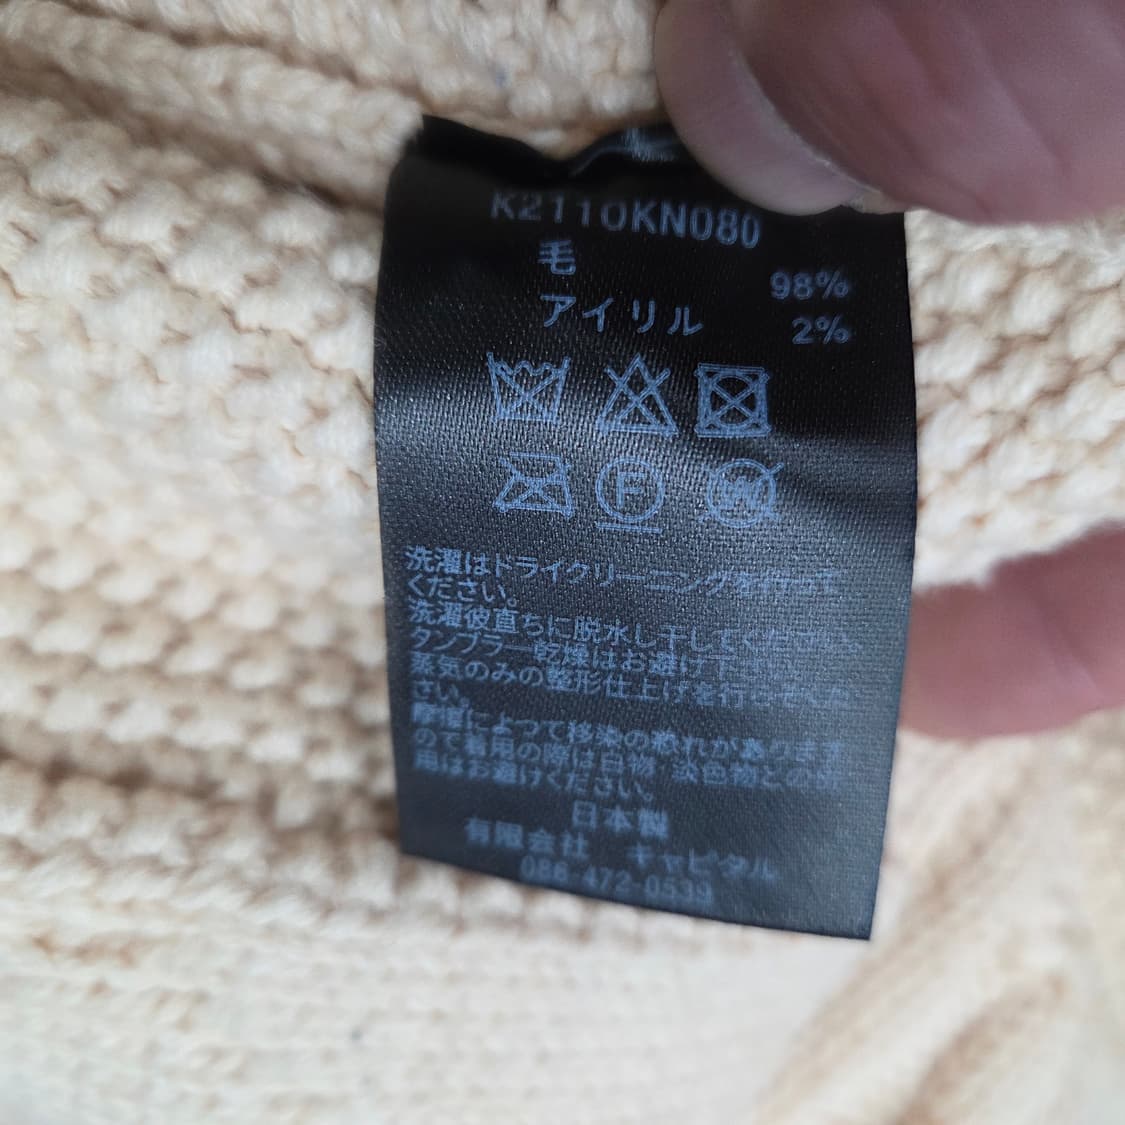 K2110KN080
毛 98%
アイリル 2%
F
W
洗濯はドライクリーニングを行って
ください。
洗濯彼直ちに脱水し干してください。
タンブラー乾燥はお避け下さい。
蒸気のみの整形仕上げを行らてくだ
さい。
摩擦によって移染の恐れがあります
ので着用の際は白物 淡色物との併
用はお避けください。
日本製
有限会社 キャピタル
086-472-0539